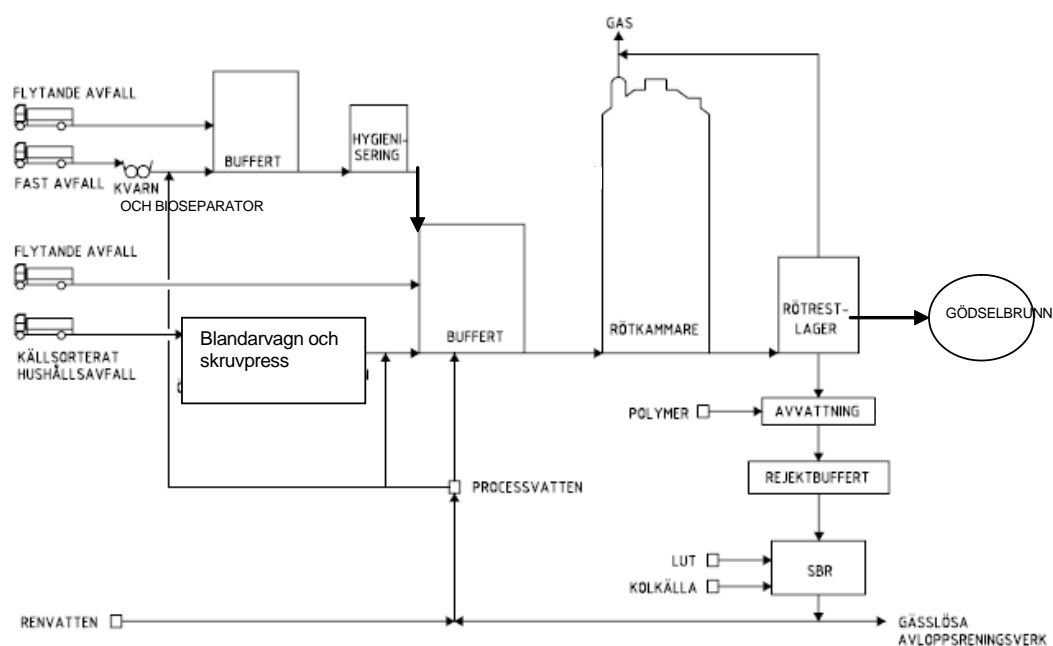 GAS
FLYTANDE AVFALL
FAST AVFALL
KVARN
OCH BIOSEPARATOR
BUFFERT
HYGIENI-
SERING
FLYTANDE AVFALL
KÄLLSORTERAT
HUSHÅLLSAVFALL
Blandarvagn och
skruvpress
BUFFERT
RÖTKAMMARE
RÖTREST-
LAGER
GÖDSELBRUNN
POLYMER
AVVATTNING
REJEKTBUFFERT
PROCESSVATTEN
LUT
KOLKÄLLA
SBR
RENVATTEN
GÄSSLÖSA
AVLOPPSRENINGSVERK